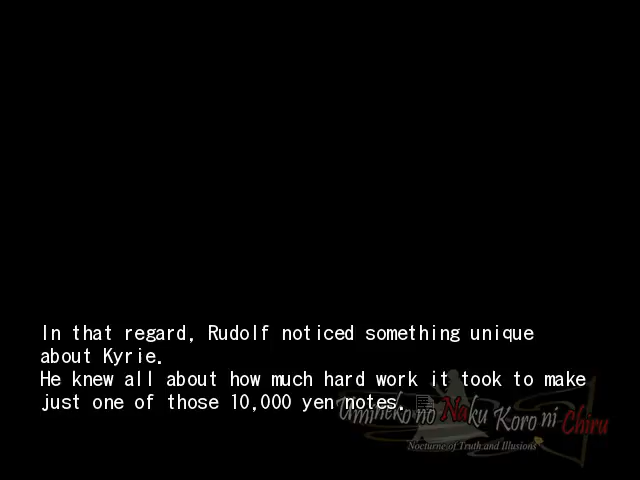 In that regard, Rudolf noticed something unique
about Kyrie.
He knew all about how much hard work it took to make
just one of those 10,000 yen notes.
Umineko no Naku Koro ni Chiru
Nocturne of Truth and Illusions